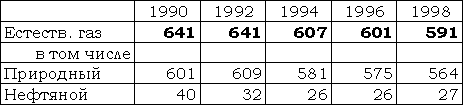 1990 1992 1994 1996 1998
Естеств. газ 641 641 607 601 591
в том числе
Природный 601 609 581 575 564
Нефтяной 40 32 26 26 27